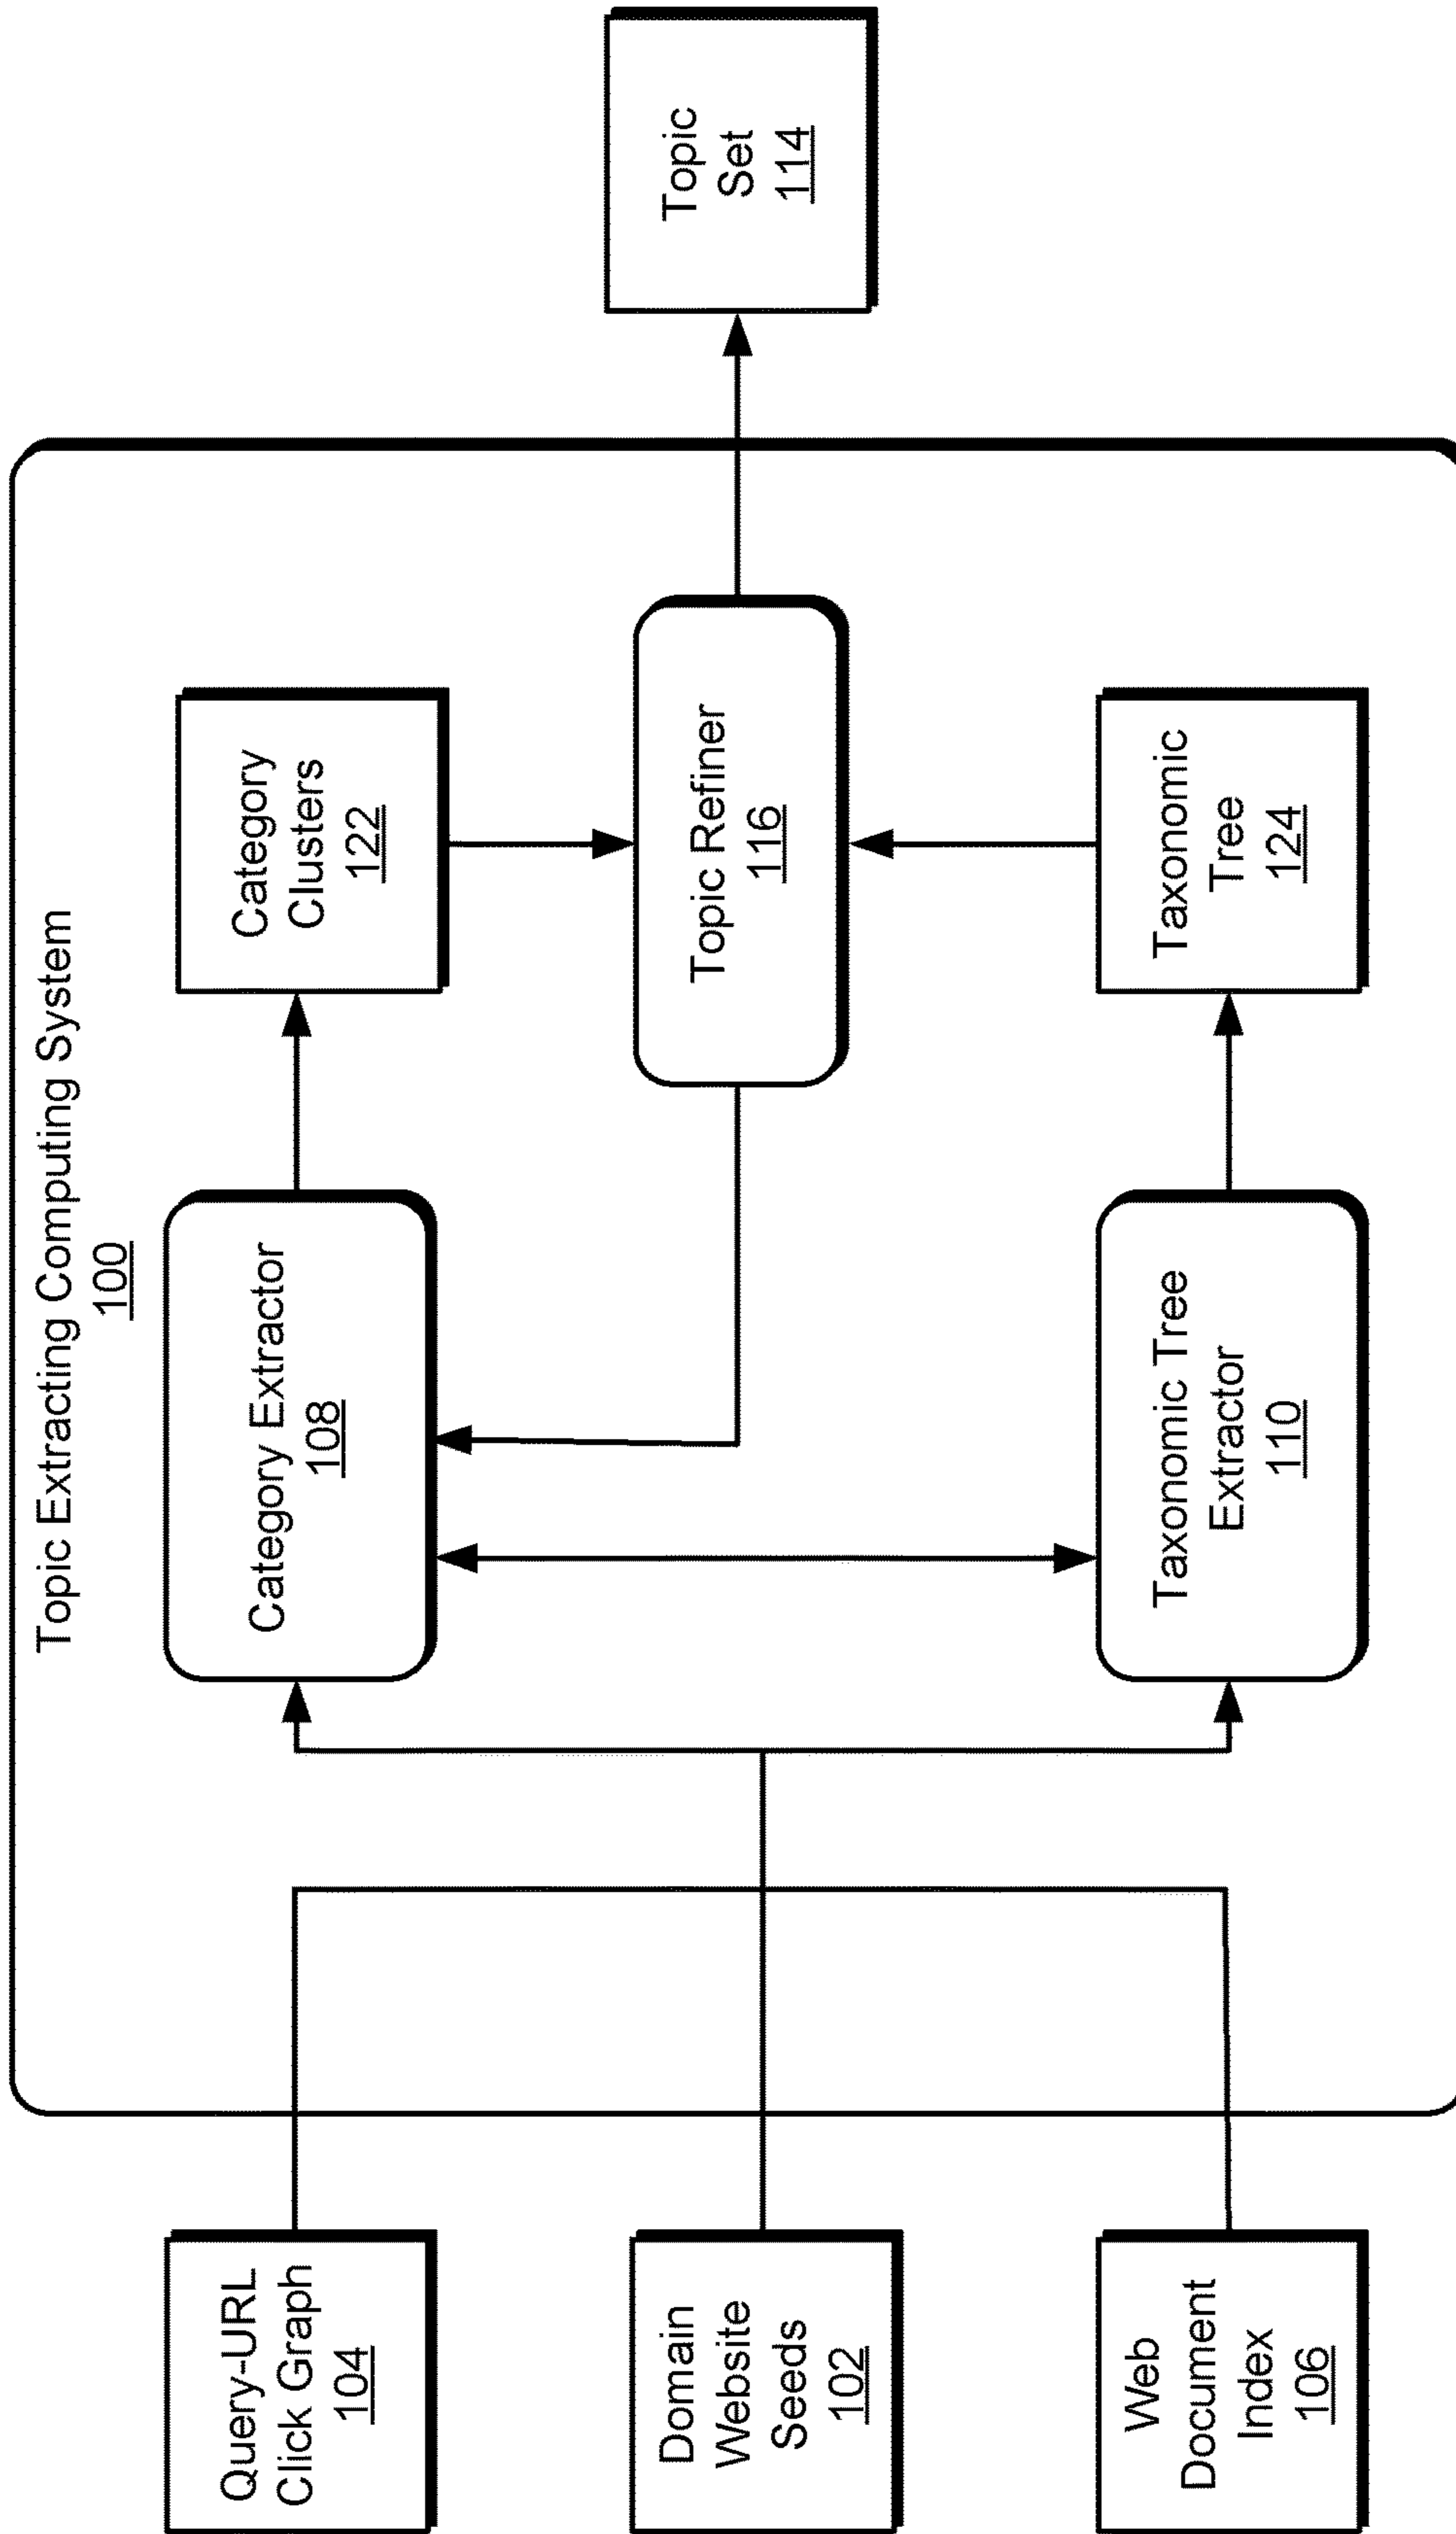 Topic Extracting Computing System
100
Query-URL
Click Graph
104
Domain
Website
Seeds
102
Web
Document
Index
106
Category Extractor
108
Taxonomic Tree
Extractor
110
Category
Clusters
122
Topic Refiner
116
Taxonomic
Tree
124
Topic
Set
114